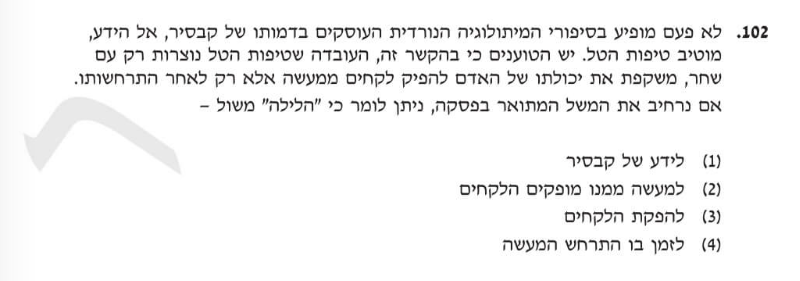 102. לא פעם מופיע בסיפורי המיתולוגיה הנורדית העוסקים בדמותו של קבסיר, אל הידע,
מוטיב טיפות הטל. יש הטוענים כי בהקשר זה, העובדה שטיפות הטל נוצרות רק עם
שחר, משקפת את יכולתו של האדם להפיק לקחים ממעשה אלא רק לאחר התרחשותו.
אם נרחיב את המשל המתואר בפסקה, ניתן לומר כי "הלילה" משול –
(1) לידע של קבסיר
(2) למעשה ממנו מופקים הלקחים
(3) להפקת הלקחים
(4) לזמן בו התרחש המעשה